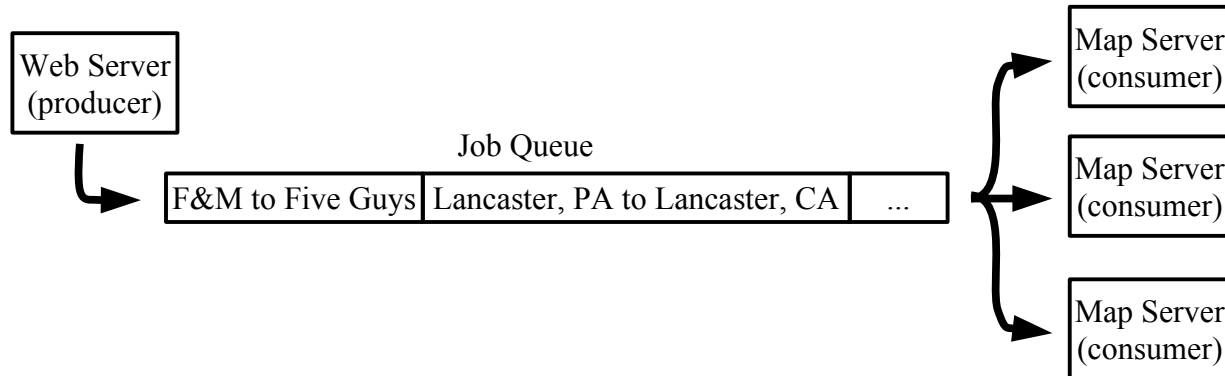 Web Server
(producer)
Job Queue
F&M to Five Guys
Lancaster, PA to Lancaster, CA
...
Map Server
(consumer)
Map Server
(consumer)
Map Server
(consumer)